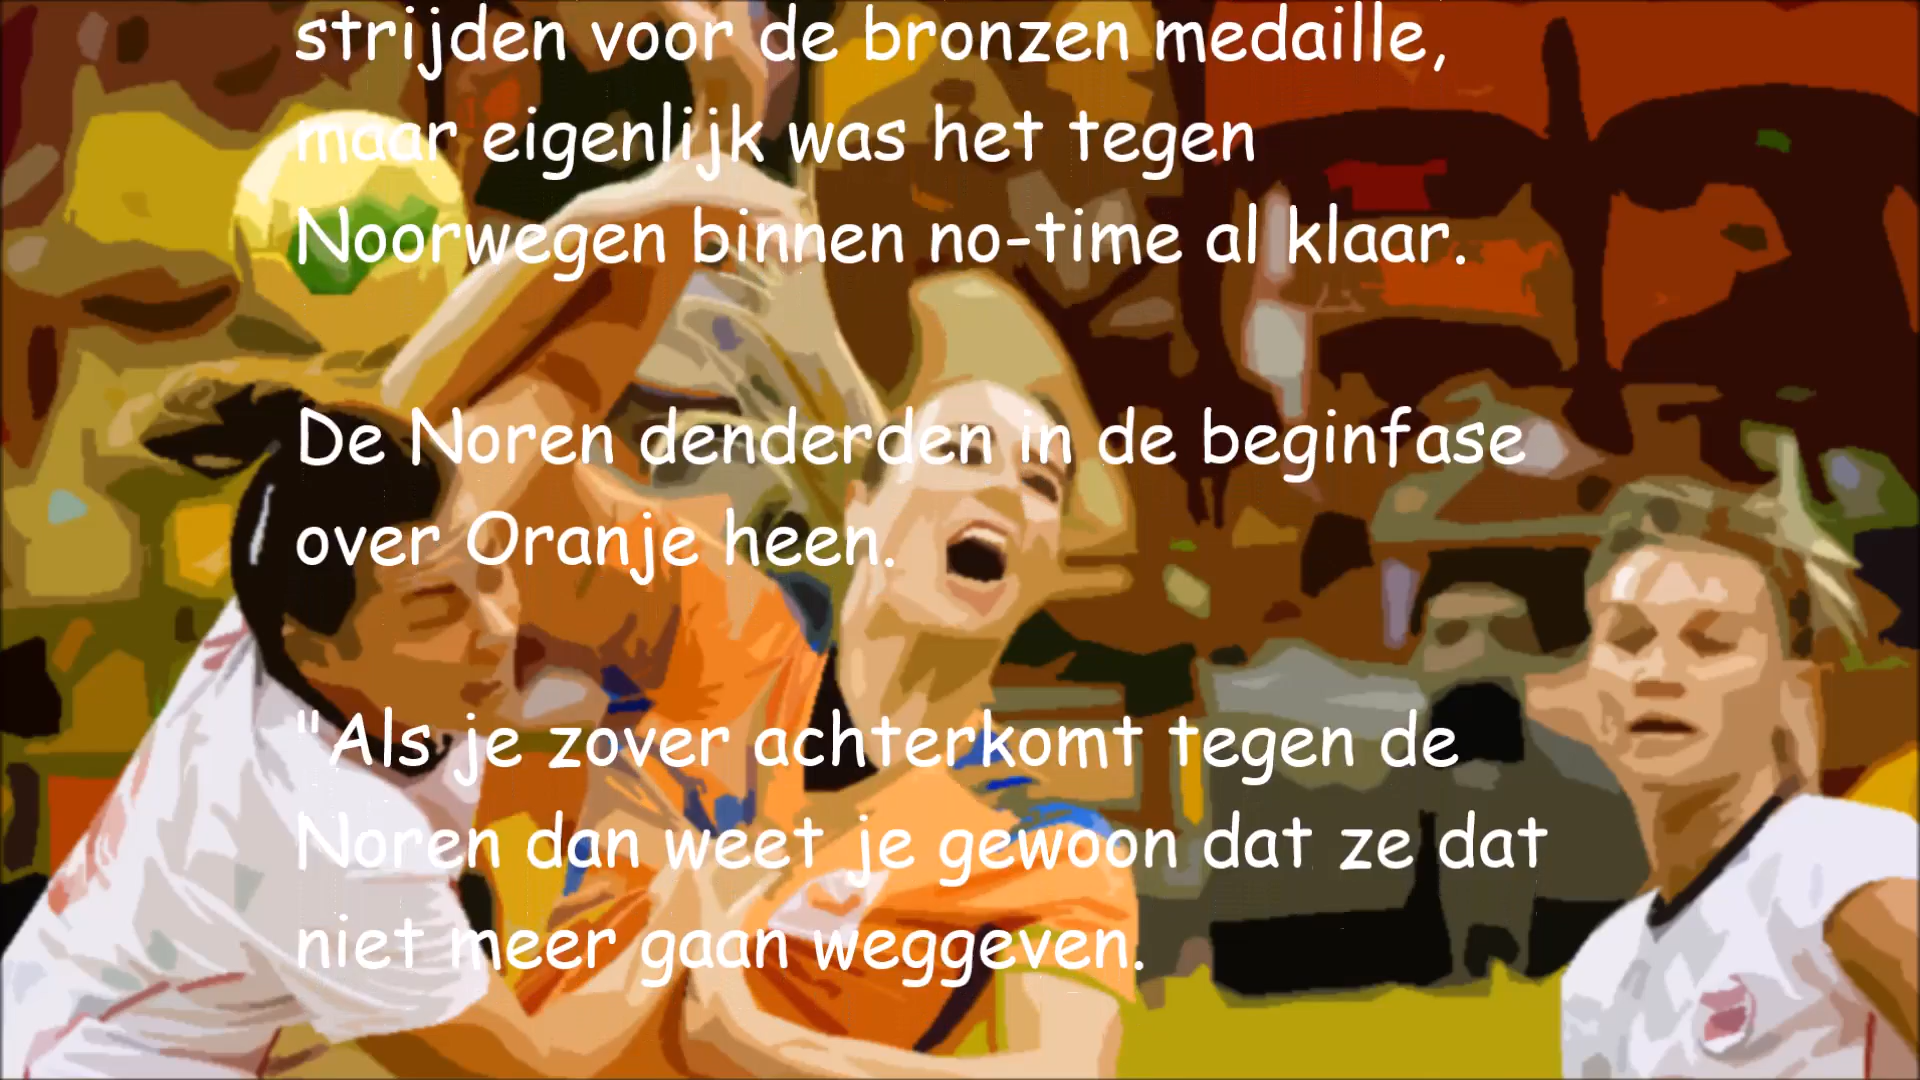 strijden voor de bronzen medaille,
maar eigenlijk was het tegen
Noorwegen binnen no-time al klaar.
De Noren denderden in de beginfase
over Oranje heen.
"Als je zover achterkomt tegen de
Noren dan weet je gewoon dat ze dat
niet meer gaan weggeven.